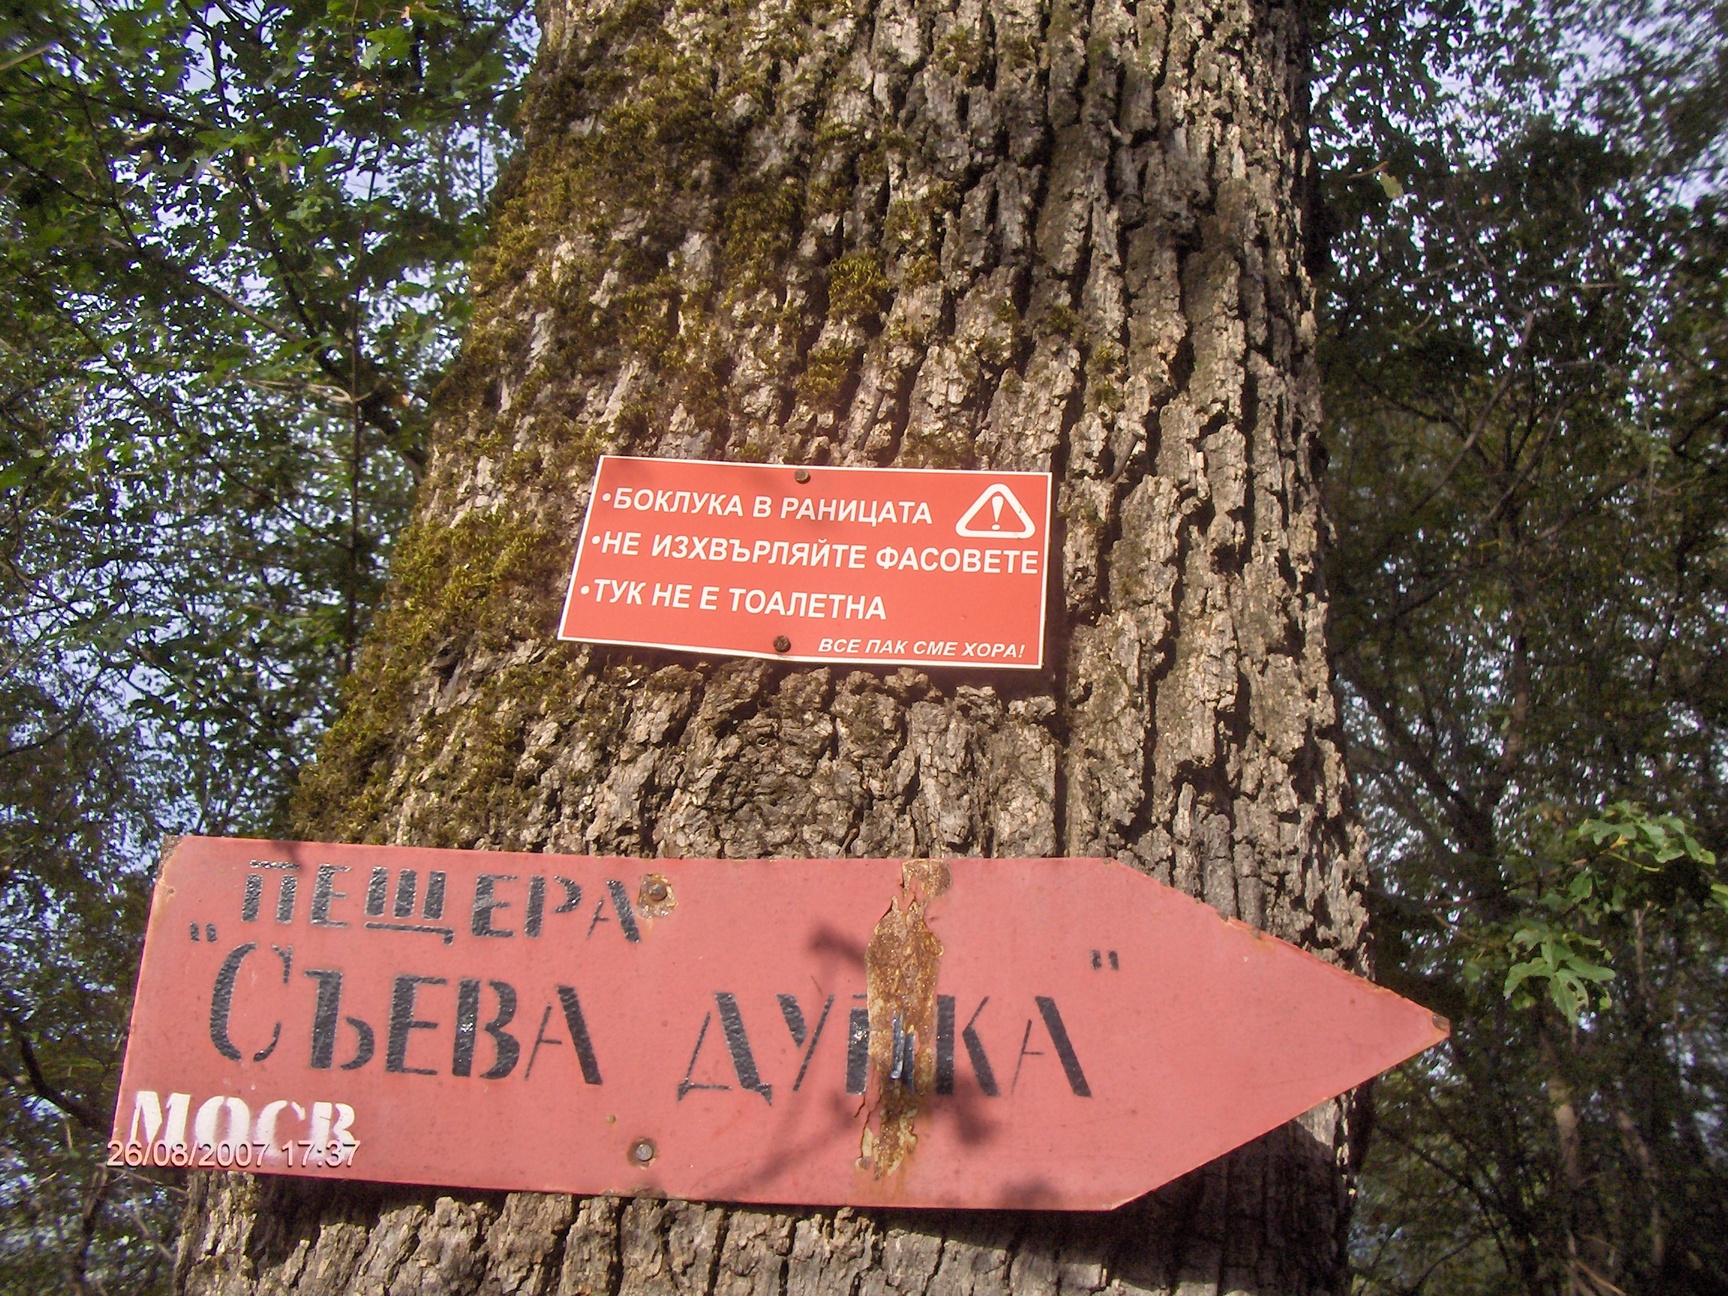 •БОКЛУКА В РАНИЦАТА
•НЕ ИЗХВЪРЛЯЙТЕ ФАСОВЕТЕ
•ТУК НЕ Е ТОАЛЕТНА
ВСЕ ПАК СМЕ ХОРА!
ПЕЩЕРА
"СЪЕВА ДУПКА"
МОСВ
26/08/2007 17:37